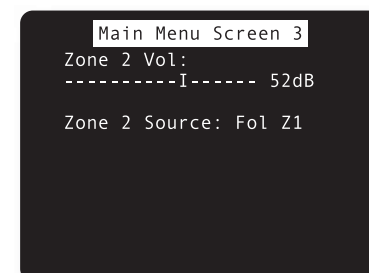 Main Menu Screen 3
Zone 2 Vol:
----------I------ 52dB
Zone 2 Source: Fol Z1